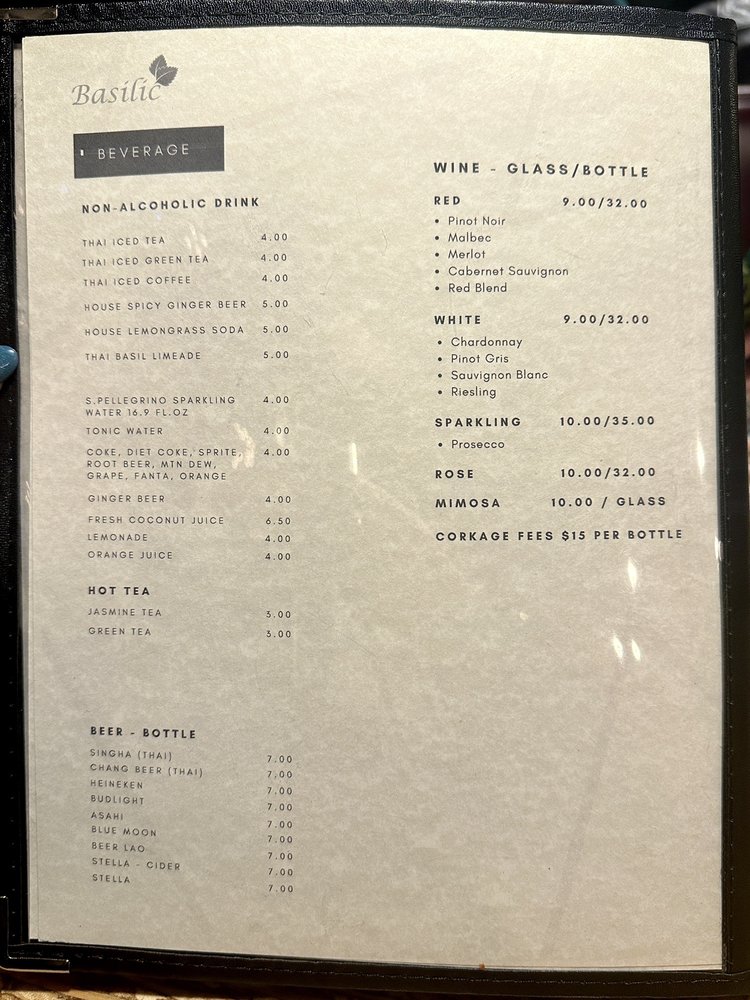 Basilic
BEVERAGE
NON-ALCOHOLIC DRINK
THAI ICED TEA 4.00
THAI ICED GREEN TEA 4.00
THAI ICED COFFEE 4.00
HOUSE SPICY GINGER BEER 5.00
HOUSE LEMONGRASS SODA 5.00
THAI BASIL LIMEADE 5.00
S.PELLEGRINO SPARKLING 4.00
WATER 16.9 FL.OZ
TONIC WATER 4.00
COKE, DIET COKE, SPRITE, 4.00
ROOT BEER, MTN DEW,
GRAPE, FANTA, ORANGE
GINGER BEER 4.00
FRESH COCONUT JUICE 6.50
LEMONADE 4.00
ORANGE JUICE 4.00
HOT TEA
JASMINE TEA 3.00
GREEN TEA 3.00
BEER - BOTTLE
SINGHA (THAI) 7.00
CHANG BEER (THAI) 7.00
HEINEKEN 7.00
BUDLIGHT 7.00
ASAHI 7.00
BLUE MOON 7.00
BEER LAO 7.00
STELLA - CIDER 7.00
STELLA 7.00
WINE - GLASS/BOTTLE
RED 9.00/32.00
• Pinot Noir
• Malbec
• Merlot
• Cabernet Sauvignon
• Red Blend
WHITE 9.00/32.00
• Chardonnay
• Pinot Gris
• Sauvignon Blanc
• Riesling
SPARKLING 10.00/35.00
• Prosecco
ROSE 10.00/32.00
MIMOSA 10.00 / GLASS
CORKAGE FEES $15 PER BOTTLE